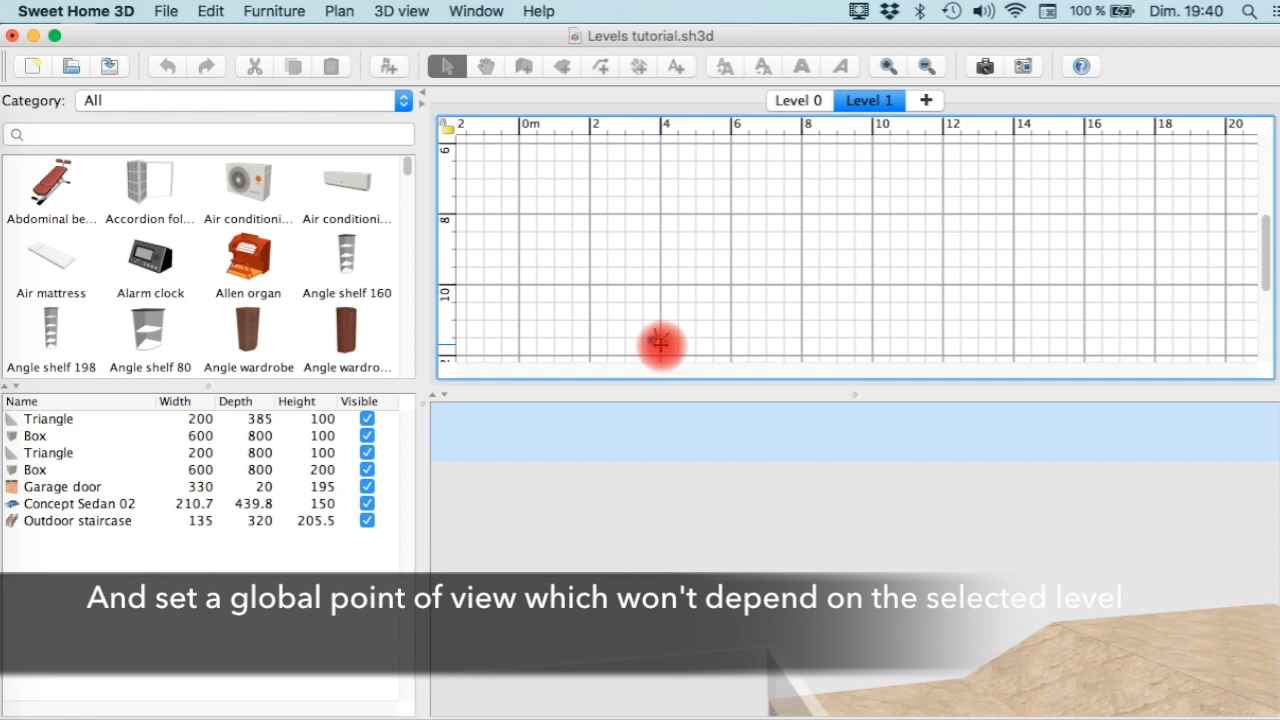 Sweet Home 3D File Edit Furniture Plan 3D view Window Help 100 % Dim. 19:40
Levels tutorial.sh3d
Category: All
Level 0 Level 1 +
2 0m 2 4 6 8 10 12 14 16 18 20
6
8
10
Abdominal be... Accordion fol... Air conditioni... Air conditioni...
Air mattress Alarm clock Allen organ Angle shelf 160
Angle shelf 198 Angle shelf 80 Angle wardrobe Angle wardro...
Name Width Depth Height Visible
Triangle 200 385 100
Box 600 800 100
Triangle 200 800 100
Box 600 800 200
Garage door 330 20 195
Concept Sedan 02 210.7 439.8 150
Outdoor staircase 135 320 205.5
And set a global point of view which won't depend on the selected level